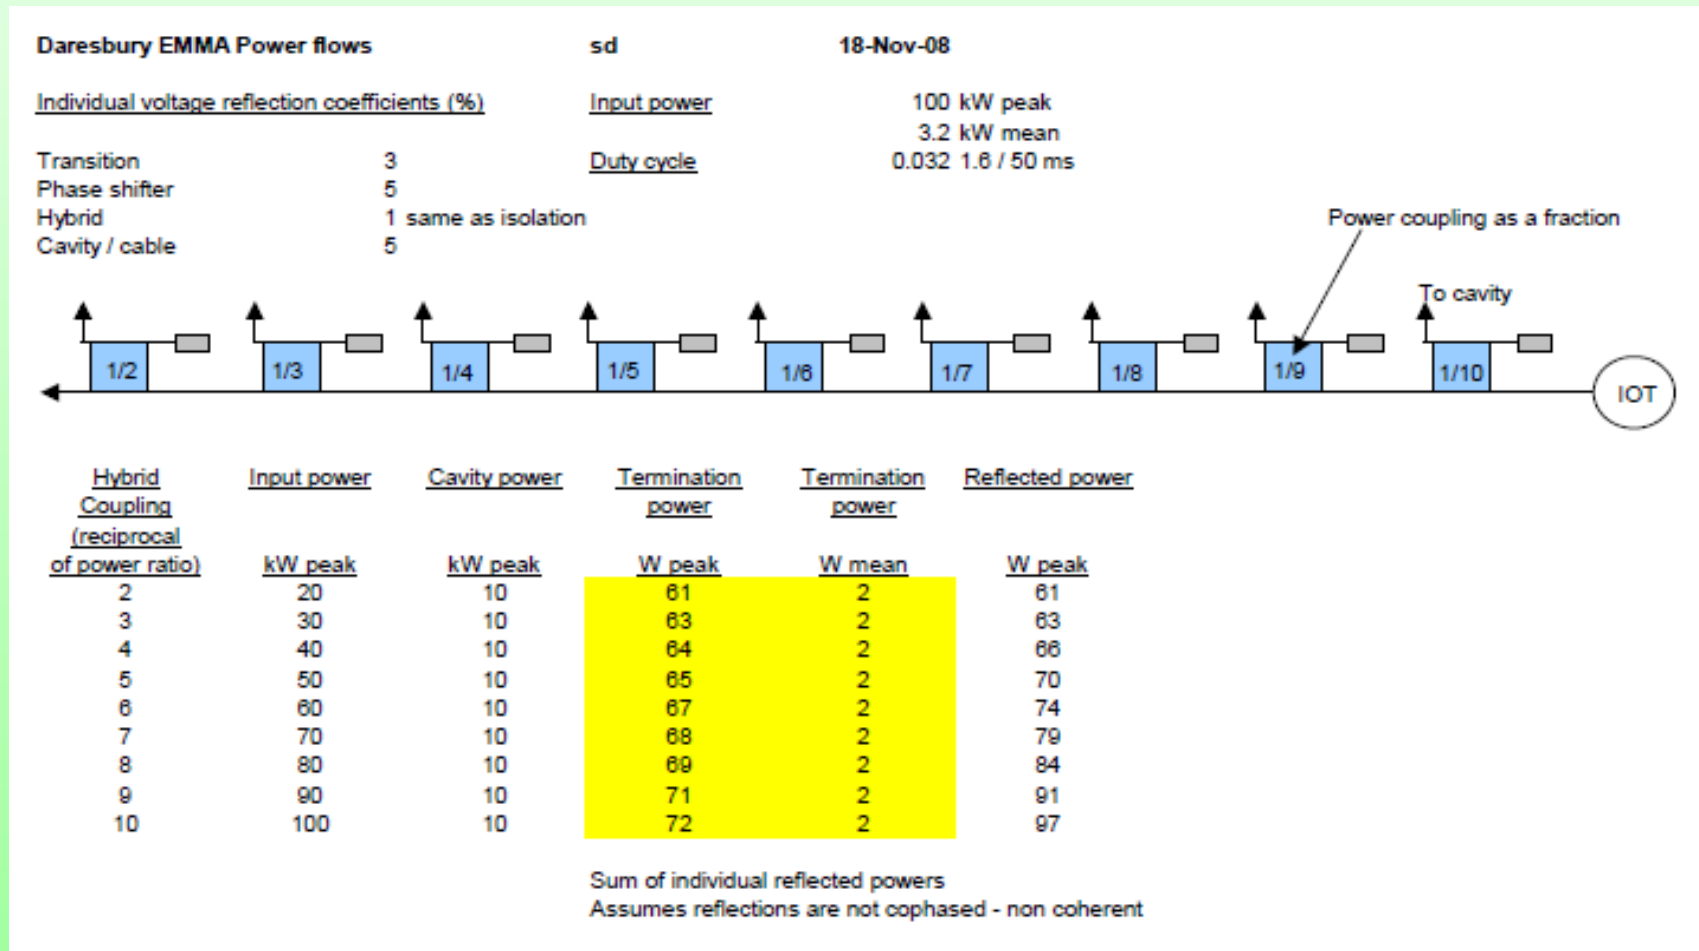 Daresbury EMMA Power flows sd 18-Nov-08
Individual voltage reflection coefficients (%) Input power 100 kW peak
3.2 kW mean
Transition 3 Duty cycle 0.032 1.6 / 50 ms
Phase shifter 5
Hybrid 1 same as isolation Power coupling as a fraction
Cavity / cable 5
To cavity
1/2 1/3 1/4 1/5 1/6 1/7 1/8 1/9 1/10
IOT
Hybrid Input power Cavity power Termination Termination Reflected power
Coupling power power
(reciprocal
of power ratio) kW peak kW peak W peak W mean W peak
2 20 10 61 2 61
3 30 10 63 2 63
4 40 10 64 2 66
5 50 10 65 2 70
6 60 10 67 2 74
7 70 10 68 2 79
8 80 10 69 2 84
9 90 10 71 2 91
10 100 10 72 2 97
Sum of individual reflected powers
Assumes reflections are not cophased - non coherent